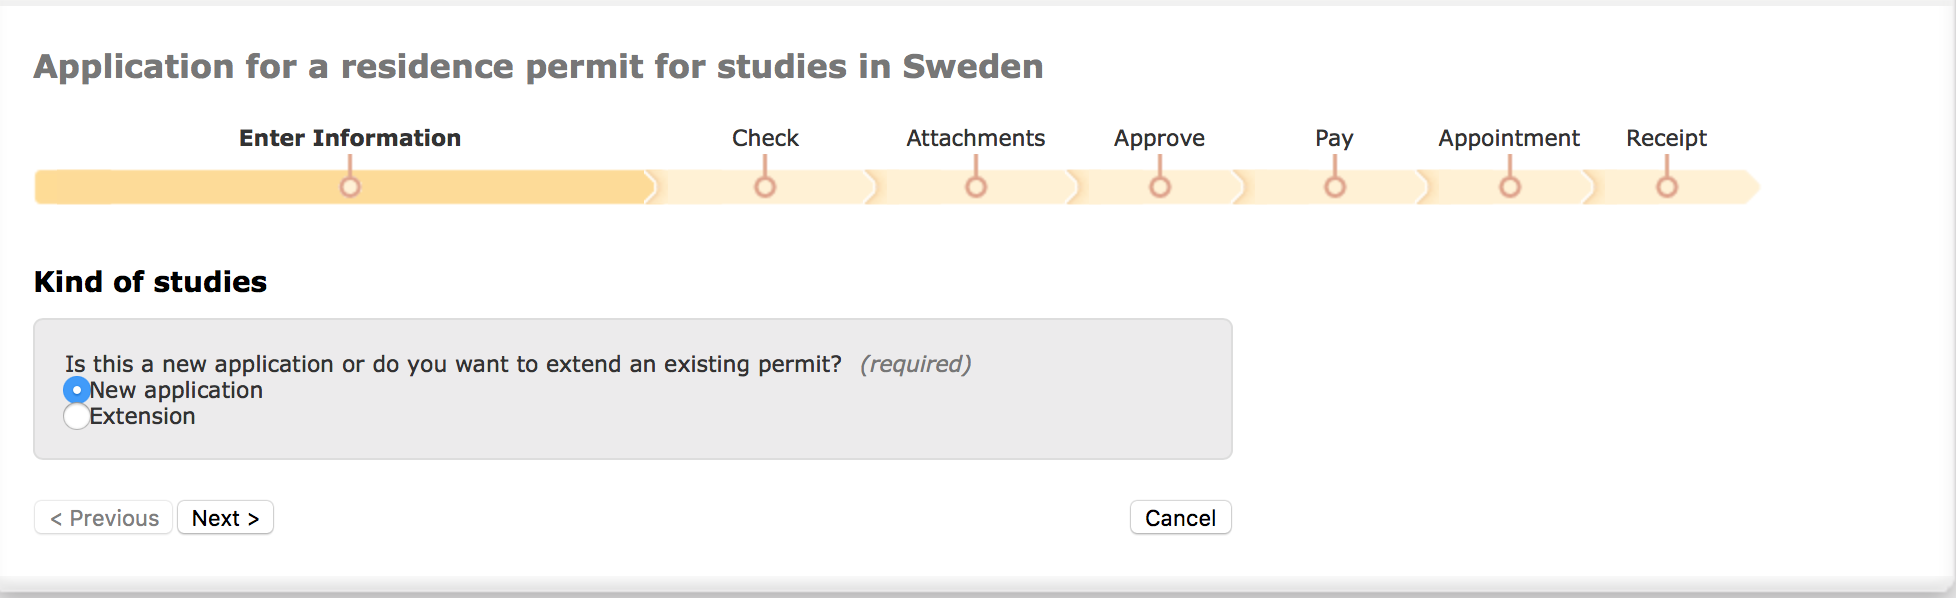 Application for a residence permit for studies in Sweden
Enter Information Check Attachments Approve Pay Appointment Receipt
Kind of studies
Is this a new application or do you want to extend an existing permit? (required)
New application
Extension
< Previous Next > Cancel